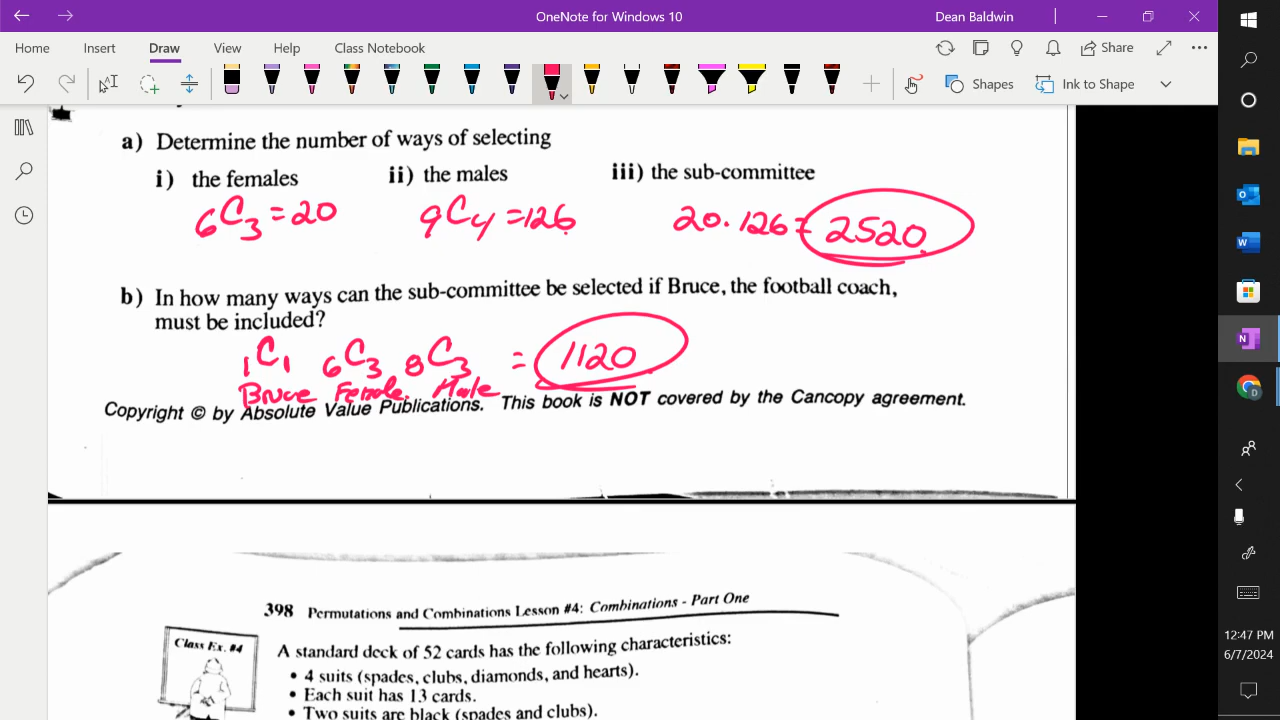 OneNote for Windows 10
Dean Baldwin
Home Insert Draw View Help Class Notebook
Share
Shapes
Ink to Shape
a) Determine the number of ways of selecting
i) the females ii) the males iii) the sub-committee
6C3 = 20 9C4 = 126 20 . 126 = 2520
b) In how many ways can the sub-committee be selected if Bruce, the football coach,
must be included?
1C1 6C3 8C3 = 1120
Bruce Female Male
Copyright © by Absolute Value Publications. This book is NOT covered by the Cancopy agreement.
398 Permutations and Combinations Lesson #4: Combinations - Part One
Class Ex. #4
A standard deck of 52 cards has the following characteristics:
• 4 suits (spades, clubs, diamonds, and hearts).
• Each suit has 13 cards.
• Two suits are black (spades and clubs).
12:47 PM
6/7/2024